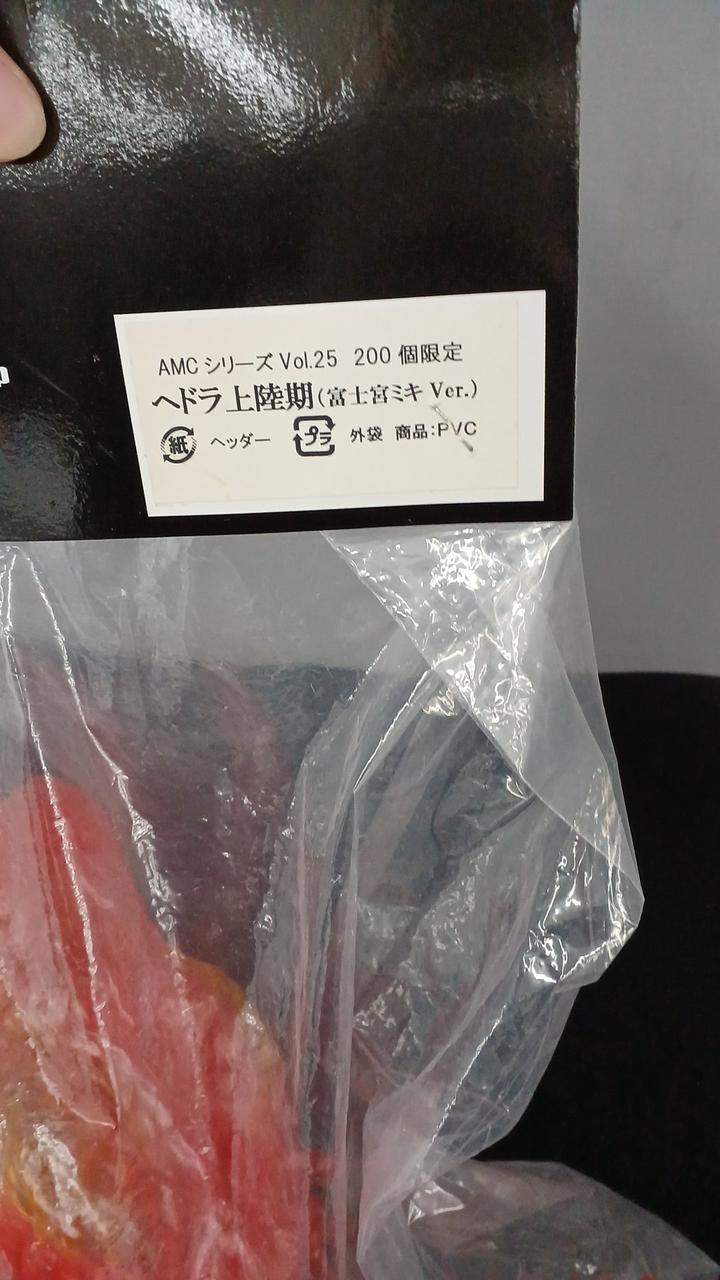 AMCシリーズ Vol.25 200個限定
ヘドラ上陸期(富士宮ミキ Ver.)
紙 ヘッダー プラ 外袋 商品:PVC